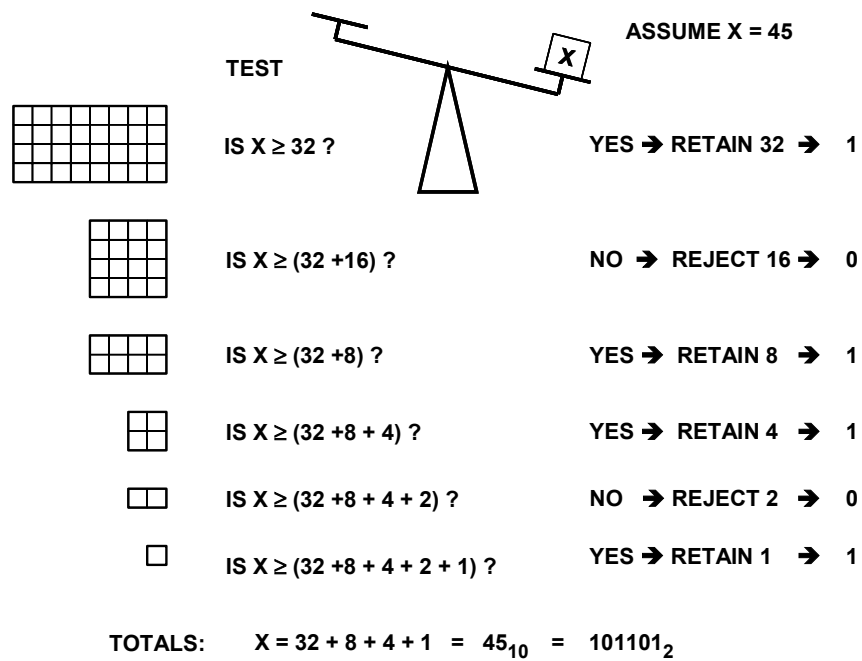 ASSUME X = 45
X
TEST
IS X ≥ 32 ? YES ➔ RETAIN 32 ➔ 1
IS X ≥ (32 +16) ? NO ➔ REJECT 16 ➔ 0
IS X ≥ (32 +8) ? YES ➔ RETAIN 8 ➔ 1
IS X ≥ (32 +8 + 4) ? YES ➔ RETAIN 4 ➔ 1
IS X ≥ (32 +8 + 4 + 2) ? NO ➔ REJECT 2 ➔ 0
IS X ≥ (32 +8 + 4 + 2 + 1) ? YES ➔ RETAIN 1 ➔ 1
TOTALS: X = 32 + 8 + 4 + 1 = 45₁₀ = 101101₂